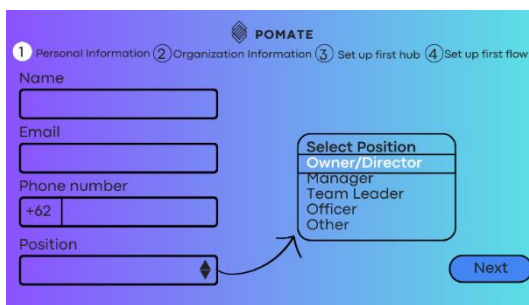 POMATE
1 Personal Information 2 Organization Information 3 Set up first hub 4 Set up first flow
Name
Email
Phone number
+62
Position
Select Position
Owner/Director
Manager
Team Leader
Officer
Other
Next